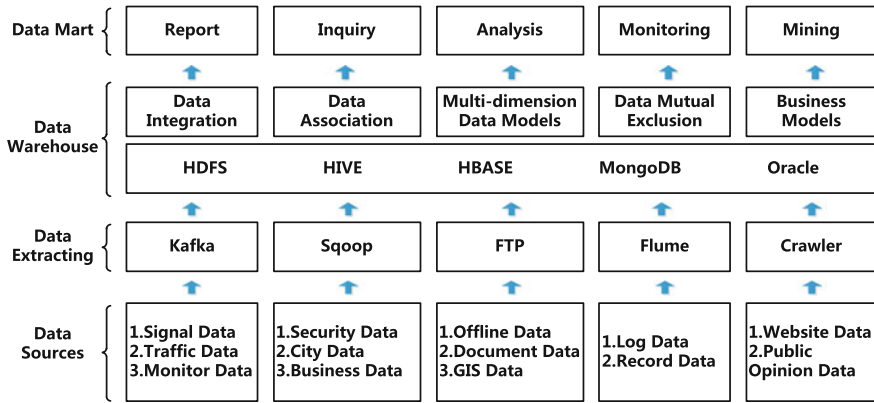 Data Mart
Report
Inquiry
Analysis
Monitoring
Mining
Data
Warehouse
Data
Integration
Data
Association
Multi-dimension
Data Models
Data Mutual
Exclusion
Business
Models
HDFS
HIVE
HBASE
MongoDB
Oracle
Data
Extracting
Kafka
Sqoop
FTP
Flume
Crawler
Data
Sources
1.Signal Data
2.Traffic Data
3.Monitor Data
1.Security Data
2.City Data
3.Business Data
1.Offline Data
2.Document Data
3.GIS Data
1.Log Data
2.Record Data
1.Website Data
2.Public
Opinion Data